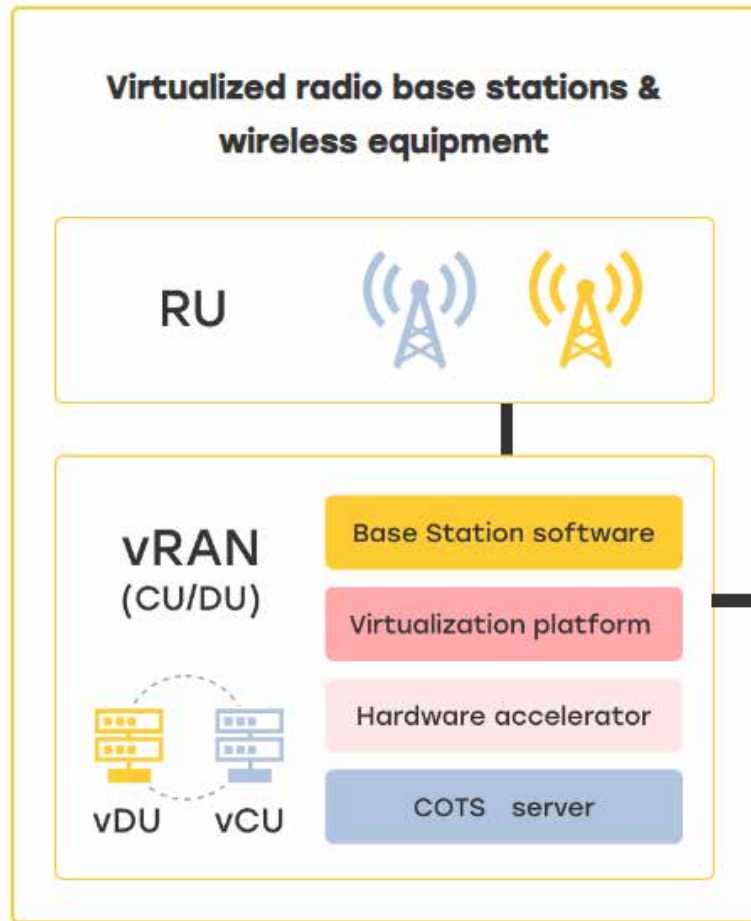 Virtualized radio base stations &
wireless equipment
RU
vRAN
(CU/DU)
vDU
vCU
Base Station software
Virtualization platform
Hardware accelerator
COTS server